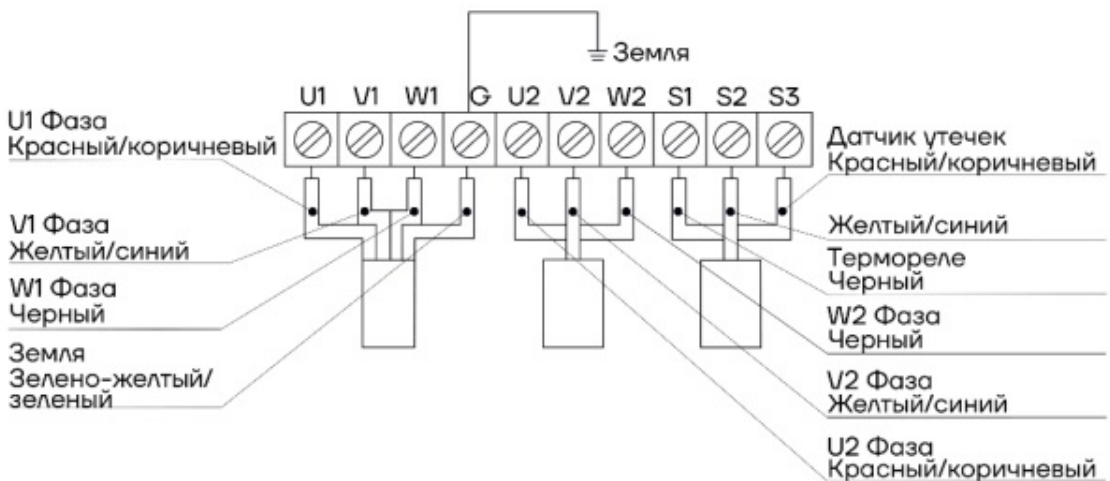 Земля
U1 V1 W1 G U2 V2 W2 S1 S2 S3
U1 Фаза
Красный/коричневый
V1 Фаза
Желтый/синий
W1 Фаза
Черный
Земля
Зелено-желтый/
зеленый
Датчик утечек
Красный/коричневый
Желтый/синий
Термореле
Черный
W2 Фаза
Черный
V2 Фаза
Желтый/синий
U2 Фаза
Красный/коричневый